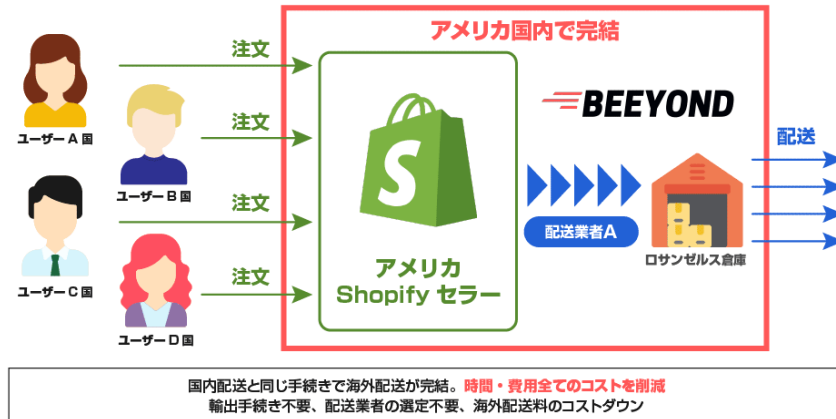 アメリカ国内で完結
注文
ユーザー A 国
注文
ユーザー B 国
注文
ユーザー C 国
注文
ユーザー D 国
S
アメリカ
Shopify セラー
BEEYOND
配送業者A
ロサンゼルス倉庫
配送
国内配送と同じ手続きで海外配送が完結。時間・費用全てのコストを削減
輸出手続き不要、配送業者の選定不要、海外配送料のコストダウン